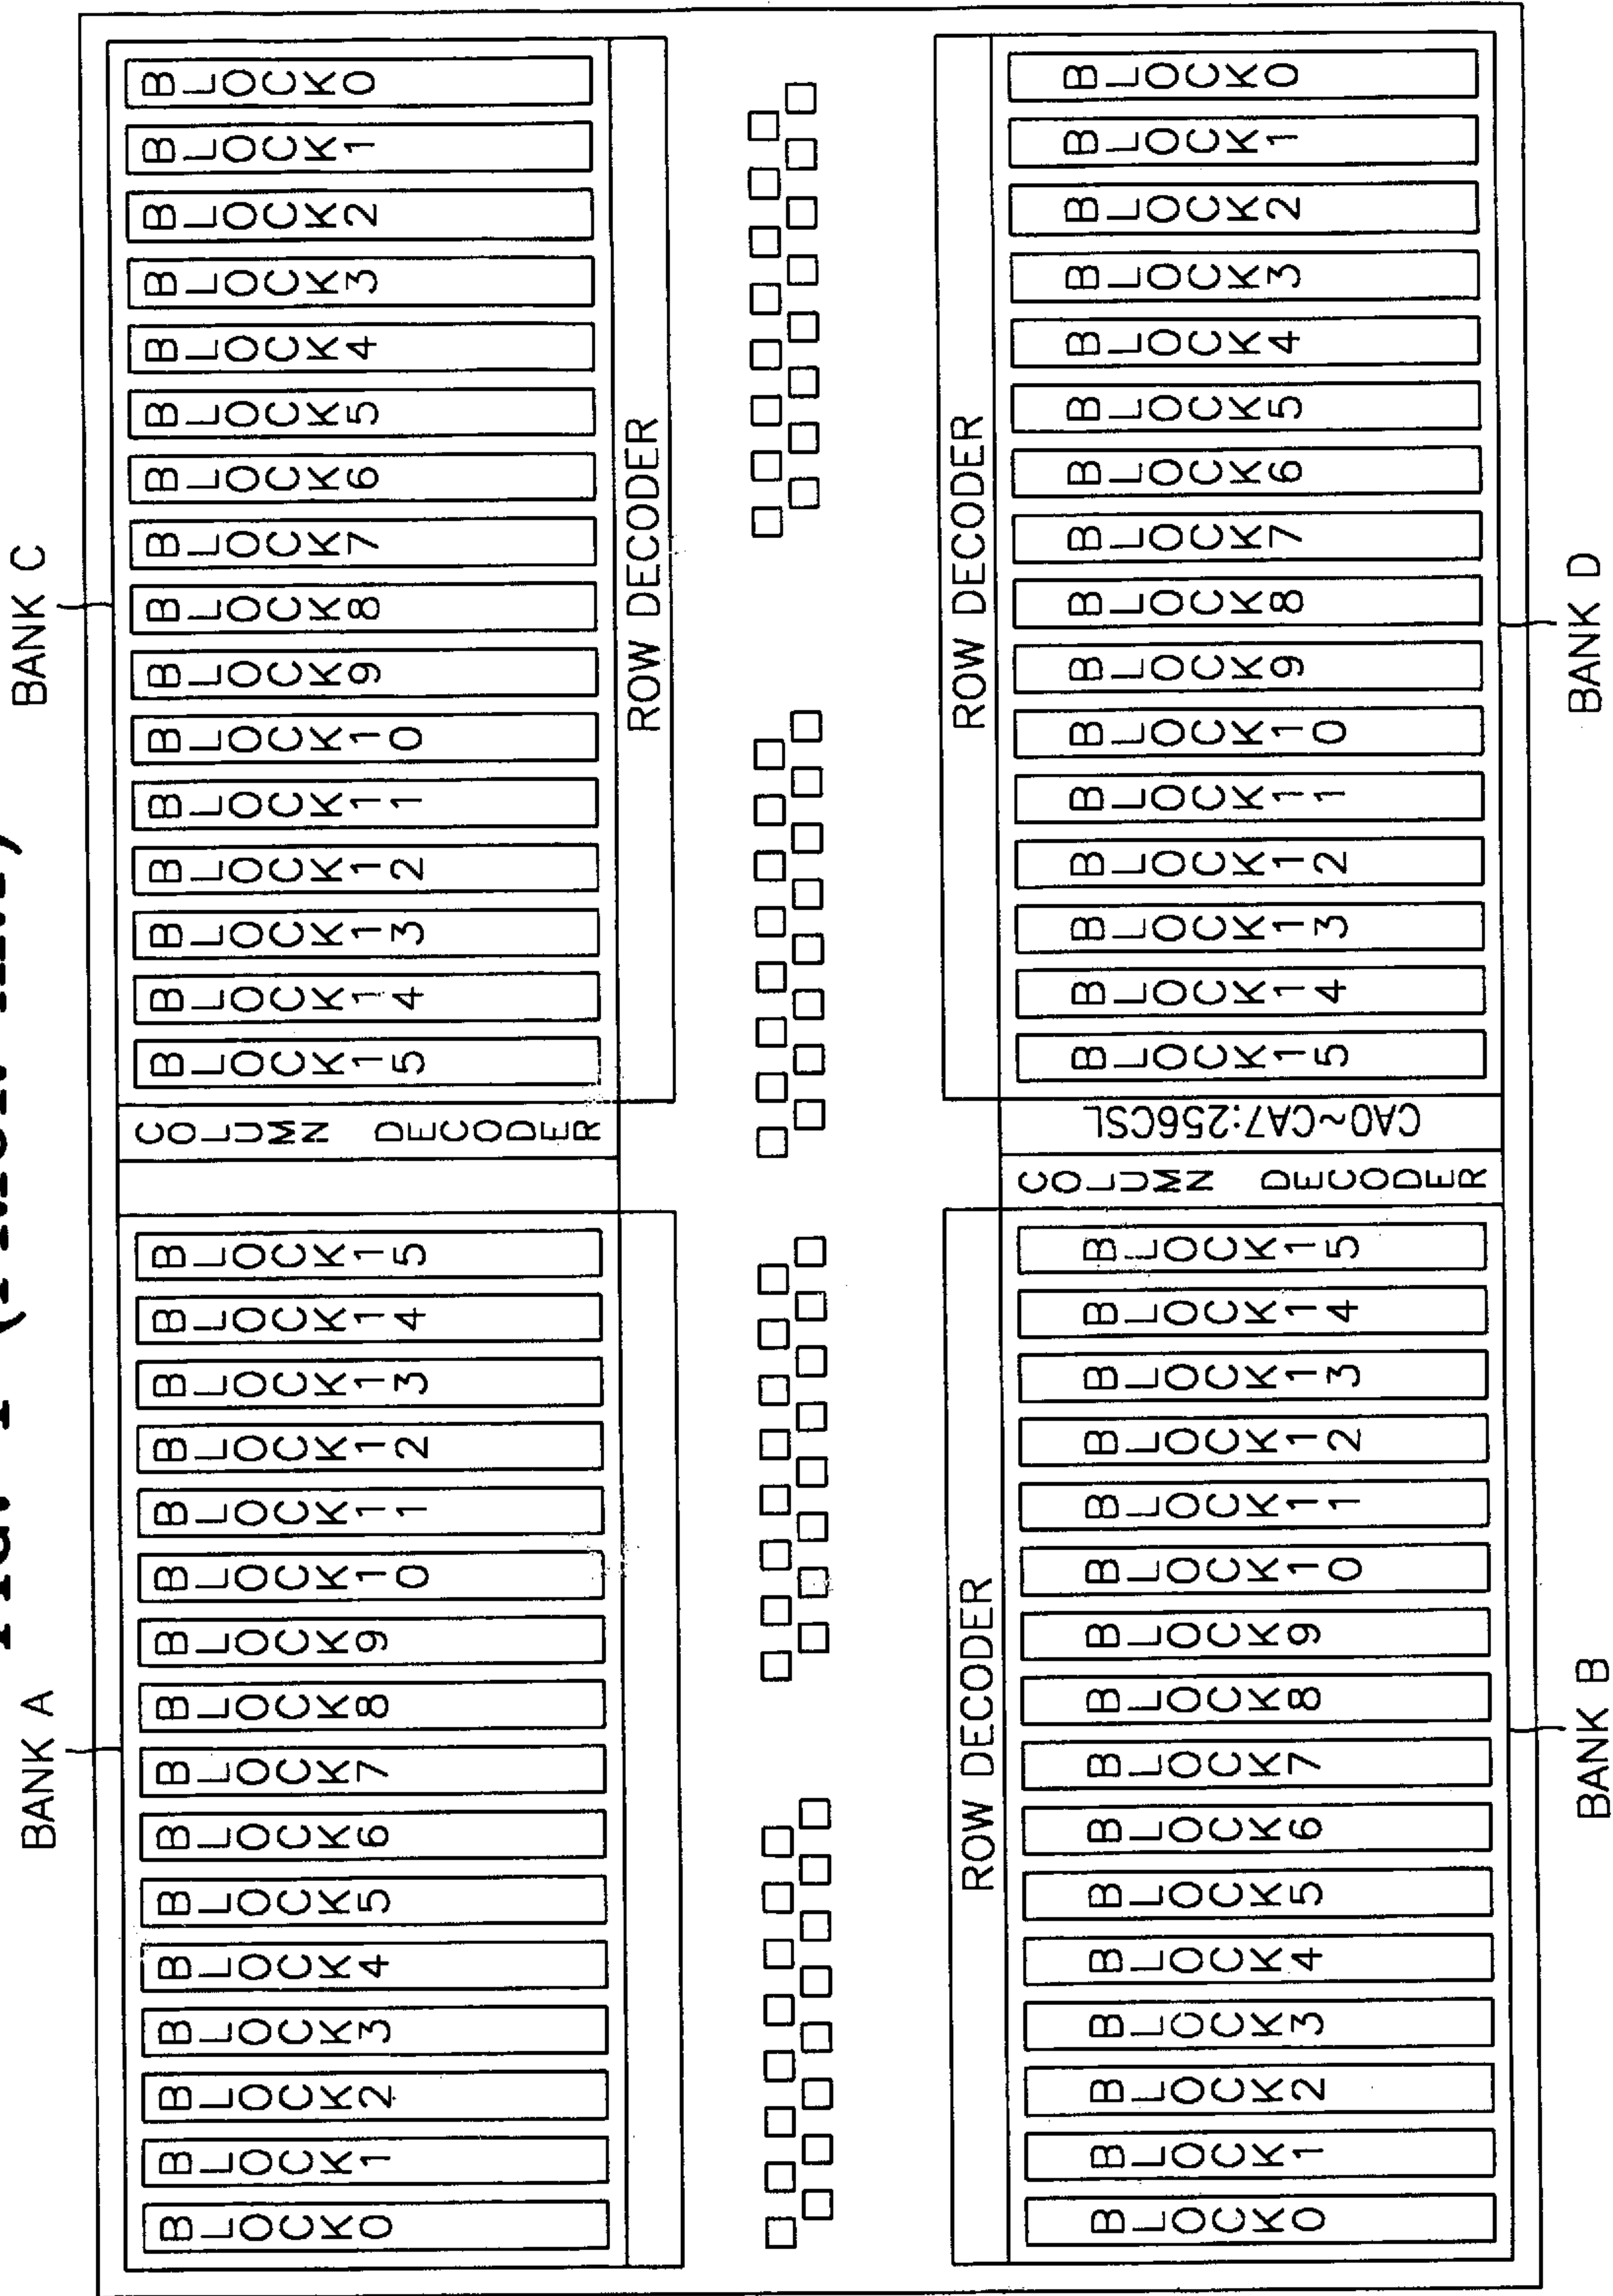 FIG. 1 (PRIOR ART)
BANK A
BANK C
BLOCK0
BLOCK1
BLOCK2
BLOCK3
BLOCK4
BLOCK5
BLOCK6
BLOCK7
BLOCK8
BLOCK9
BLOCK10
BLOCK11
BLOCK12
BLOCK13
BLOCK14
BLOCK15
COLUMN DECODER
BLOCK15
BLOCK14
BLOCK13
BLOCK12
BLOCK11
BLOCK10
BLOCK9
BLOCK8
BLOCK7
BLOCK6
BLOCK5
BLOCK4
BLOCK3
BLOCK2
BLOCK1
BLOCK0
ROW DECODER
ROW DECODER
ROW DECODER
BLOCK0
BLOCK1
BLOCK2
BLOCK3
BLOCK4
BLOCK5
BLOCK6
BLOCK7
BLOCK8
BLOCK9
BLOCK10
BLOCK11
BLOCK12
BLOCK13
BLOCK14
BLOCK15
COLUMN DECODER
CA0~CA7:256CSL
BLOCK15
BLOCK14
BLOCK13
BLOCK12
BLOCK11
BLOCK10
BLOCK9
BLOCK8
BLOCK7
BLOCK6
BLOCK5
BLOCK4
BLOCK3
BLOCK2
BLOCK1
BLOCK0
BANK B
BANK D